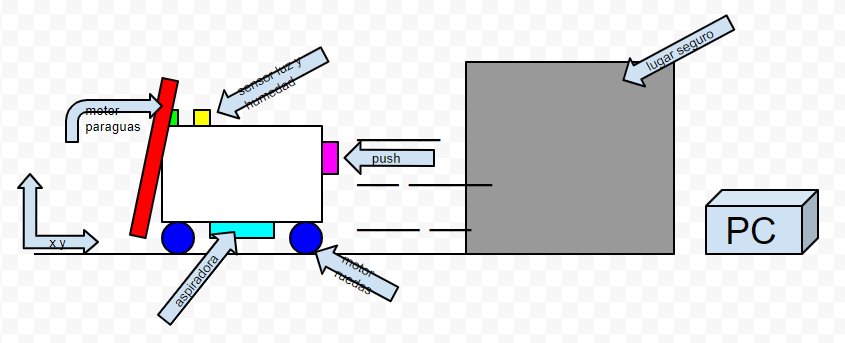 lugar seguro
sensor luz y
humedad
motor
paraguas
push
x y
PC
aspiradora
motor
ruedas